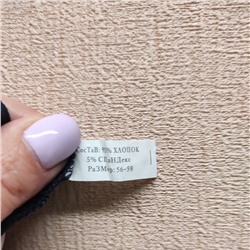 СосТаВ: 95% ХЛОПОК
5% СПаНДекс
РаЗМер: 56-58